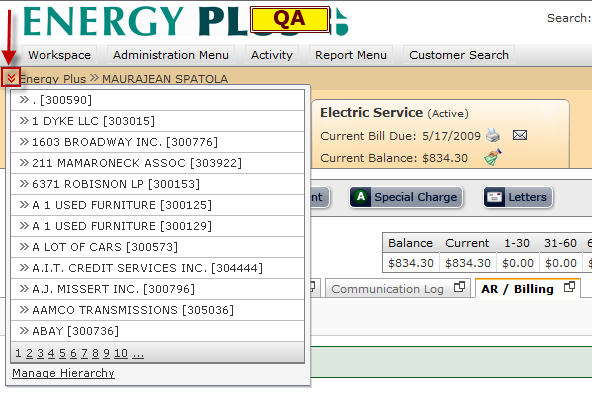 ENERGY PLUS
QA
Search:
Workspace Administration Menu Activity Report Menu Customer Search
Energy Plus » MAURAJEAN SPATOLA
» . [300590]
» 1 DYKE LLC [303015]
» 1603 BROADWAY INC. [300776]
» 211 MAMARONECK ASSOC [303922]
» 6371 ROBISNON LP [300153]
» A 1 USED FURNITURE [300125]
» A 1 USED FURNITURE [300129]
» A LOT OF CARS [300573]
» A.I.T. CREDIT SERVICES INC. [304444]
» A.J. MISSERT INC. [300796]
» AAMCO TRANSMISSIONS [305036]
» ABAY [300736]
1 2 3 4 5 6 7 8 9 10 ...
Manage Hierarchy
Electric Service (Active)
Current Bill Due: 5/17/2009
Current Balance: $834.30
nt A Special Charge Letters
Balance Current 1-30 31-60 6
$834.30 $834.30 $0.00 $0.00 $
Communication Log AR / Billing